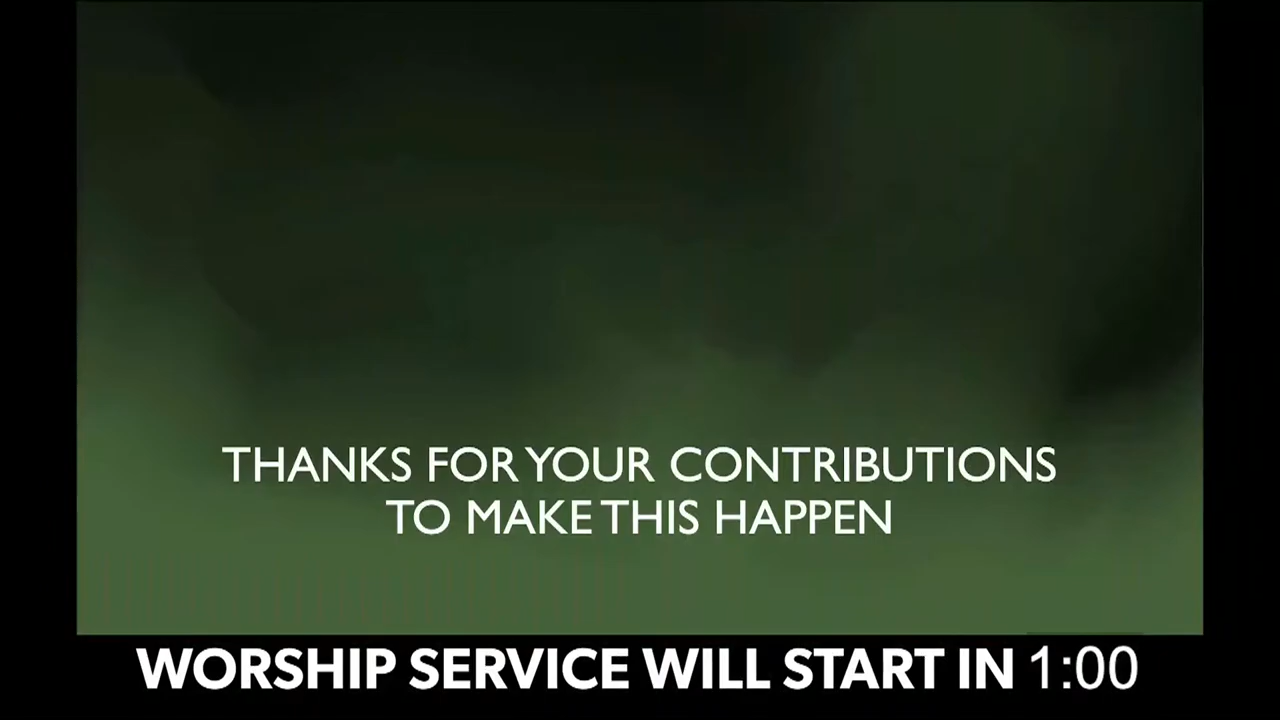 THANKS FOR YOUR CONTRIBUTIONS
TO MAKE THIS HAPPEN
WORSHIP SERVICE WILL START IN 1:00